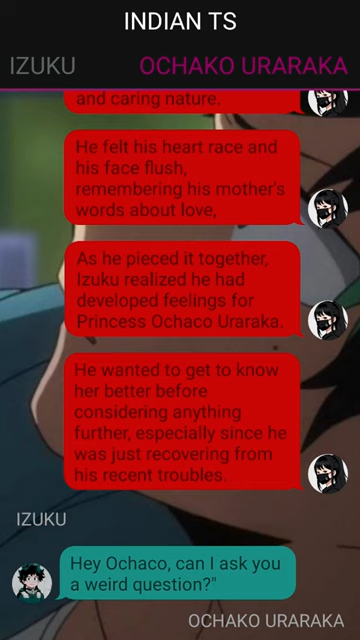 INDIAN TS
IZUKU OCHAKO URARAKA
and caring nature.
He felt his heart race and
his face flush,
remembering his mother's
words about love,
As he pieced it together,
Izuku realized he had
developed feelings for
Princess Ochaco Uraraka.
He wanted to get to know
her better before
considering anything
further, especially since he
was just recovering from
his recent troubles.
IZUKU
Hey Ochaco, can I ask you
a weird question?"
OCHAKO URARAKA